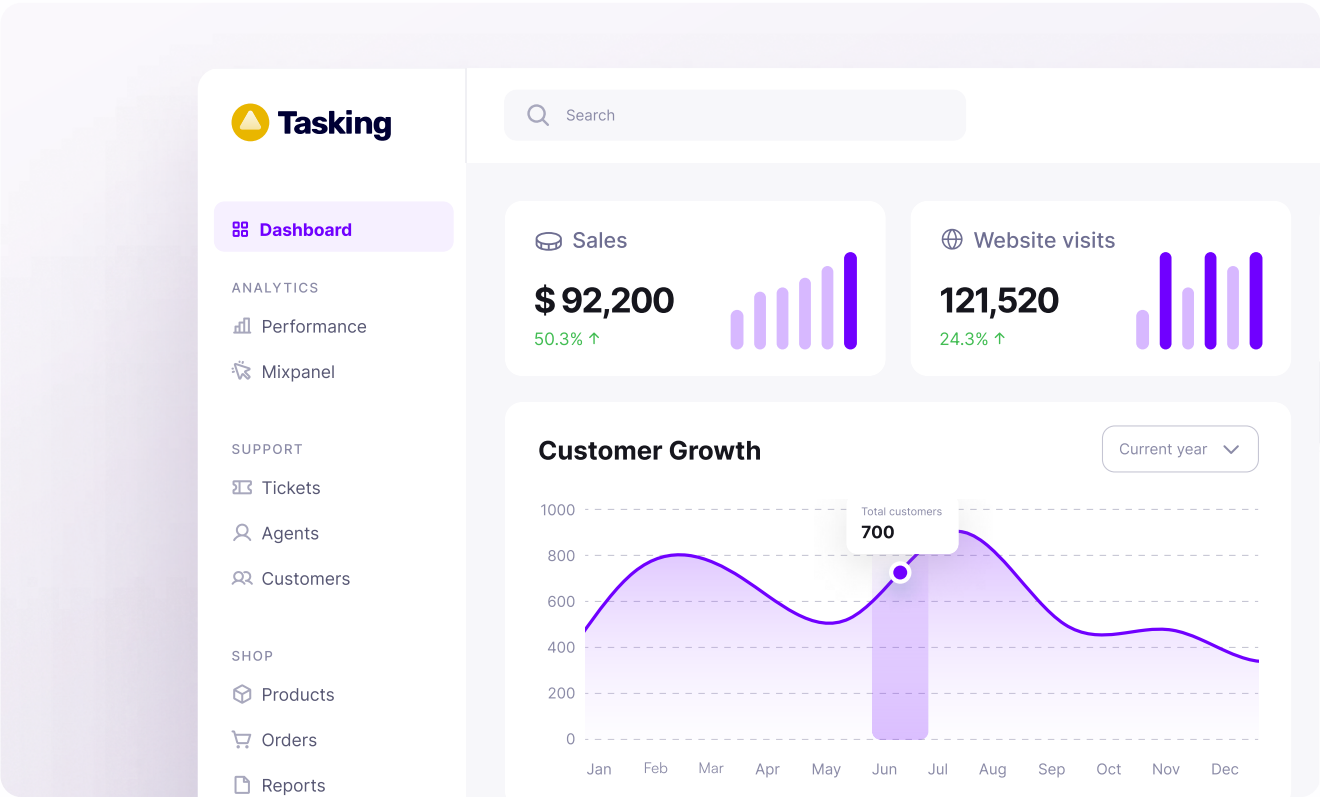 Tasking
Search
Dashboard
ANALYTICS
Performance
Mixpanel
SUPPORT
Tickets
Agents
Customers
SHOP
Products
Orders
Reports
Sales
$ 92,200
50.3% ↑
Website visits
121,520
24.3% ↑
Customer Growth
Current year
Total customers
700
1000
800
600
400
200
0
Jan Feb Mar Apr May Jun Jul Aug Sep Oct Nov Dec